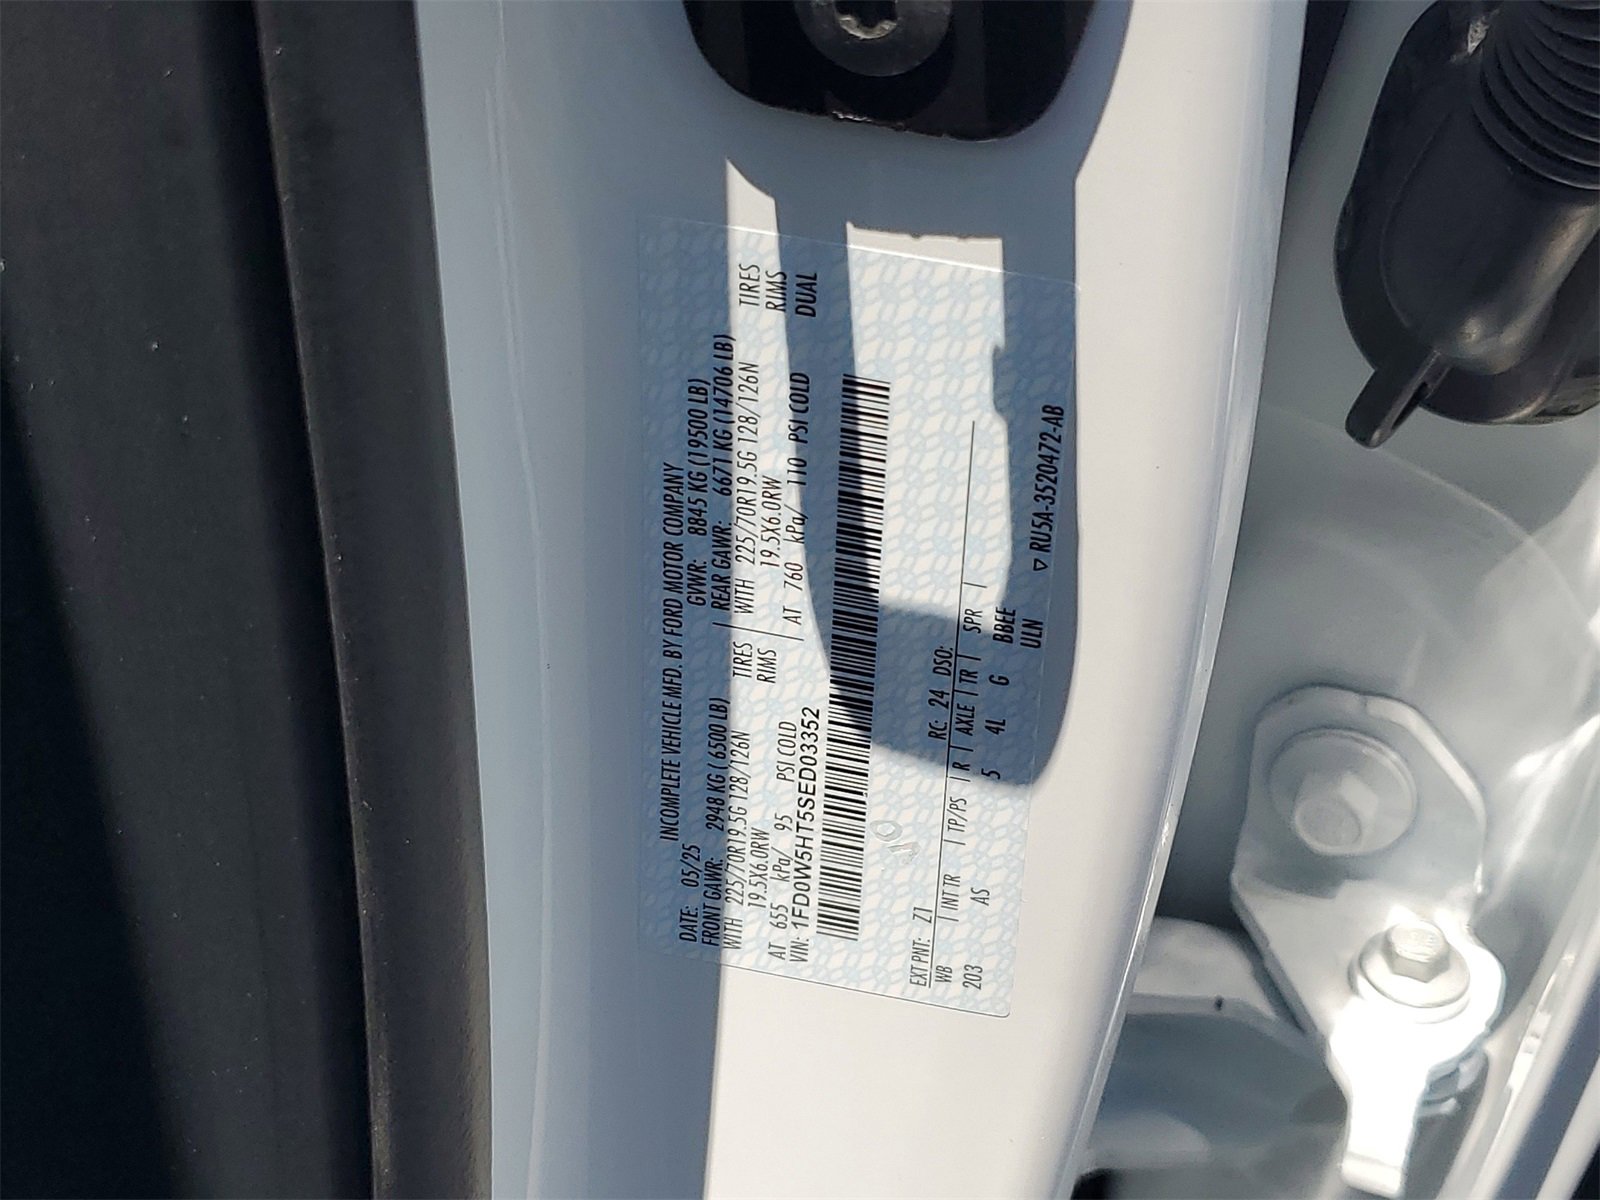 INCOMPLETE VEHICLE MFD. BY FORD MOTOR COMPANY
DATE: 05/25 GVWR: 8845 KG (19500 LB)
FRONT GAWR: 2948 KG (6500 LB) REAR GAWR: 6671 KG (14706 LB)
WITH 225/70R19.5G 128/126N TIRES WITH 225/70R19.5G 128/126N TIRES
19.5X6.0RW RIMS 19.5X6.0RW RIMS
AT 655 kPa/ 95 PSI COLD AT 760 kPa/ 110 PSI COLD DUAL
VIN: 1FD0W5HT5SED03352
EXT PNT: Z1 RC: 24 DSO:
WB INT TR TP/PS R AXLE TR SPR
203 AS 5 4L G BBEE
ULN
▽ RU5A-3520472-AB